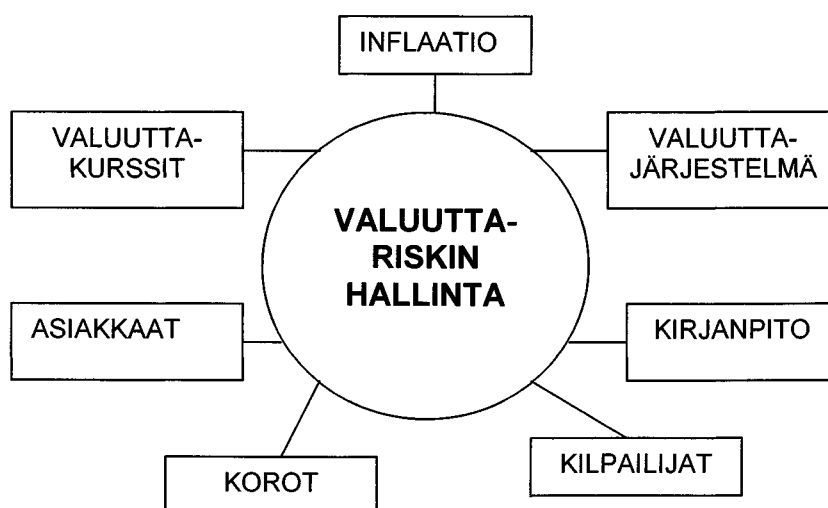 INFLAATIO
VALUUTTA-
KURSSIT
VALUUTTA-
JÄRJESTELMÄ
VALUUTTA-
RISKIN
HALLINTA
ASIAKKAAT
KIRJANPITO
KOROT
KILPAILIJAT